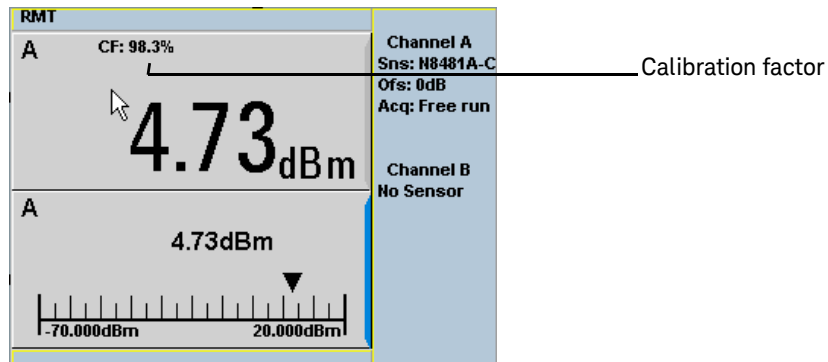 RMT
A CF: 98.3%
4.73dBm
A
4.73dBm
-70.000dBm 20.000dBm
Channel A
Sns: N8481A-C
Ofs: 0dB
Acq: Free run
Channel B
No Sensor
Calibration factor